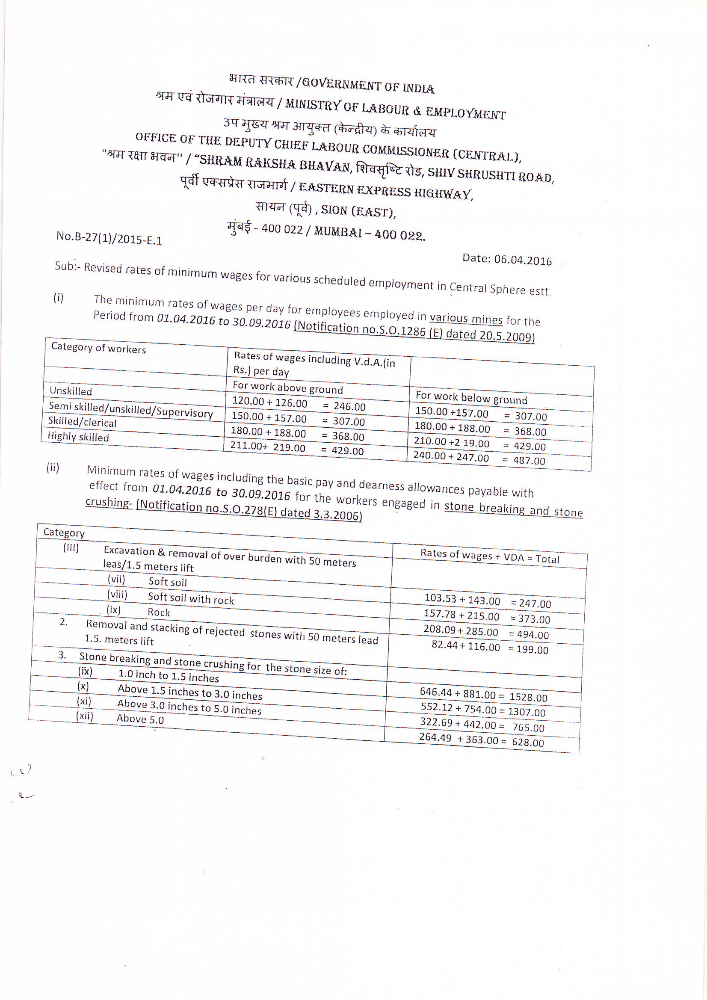 भारत सरकार /GOVERNMENT OF INDIA
श्रम एवं रोजगार मंत्रालय / MINISTRY OF LABOUR & EMPLOYMENT
उप मुख्य श्रम आयुक्त (केन्द्रीय) के कार्यालय
OFFICE OF THE DEPUTY CHIEF LABOUR COMMISSIONER (CENTRAL),
"श्रम रक्षा भवन" / “SHRAM RAKSHA BHAVAN, शिवसृष्टि रोड, SHIV SHRUSHTI ROAD,
पूर्वी एक्सप्रेस राजमार्ग / EASTERN EXPRESS HIGHWAY,
सायन (पूर्व) , SION (EAST),
मुंबई - 400 022 / MUMBAI – 400 022.
No.B-27(1)/2015-E.1
Date: 06.04.2016
Sub:- Revised rates of minimum wages for various scheduled employment in Central Sphere estt.
(i) The minimum rates of wages per day for employees employed in various mines for the
Period from 01.04.2016 to 30.09.2016 (Notification no.S.O.1286 (E) dated 20.5.2009)
Category of workers
Rates of wages including V.d.A.(in
Rs.) per day
For work above ground For work below ground
Unskilled 120.00 + 126.00 = 246.00 150.00 +157.00 = 307.00
Semi skilled/unskilled/Supervisory 150.00 + 157.00 = 307.00 180.00 + 188.00 = 368.00
Skilled/clerical 180.00 + 188.00 = 368.00 210.00 +2 19.00 = 429.00
Highly skilled 211.00+ 219.00 = 429.00 240.00 + 247.00 = 487.00
(ii) Minimum rates of wages including the basic pay and dearness allowances payable with
effect from 01.04.2016 to 30.09.2016 for the workers engaged in stone breaking and stone
crushing- (Notification no.S.O.278(E) dated 3.3.2006)
Category Rates of wages + VDA = Total
(III) Excavation & removal of over burden with 50 meters
leas/1.5 meters lift
(vii) Soft soil 103.53 + 143.00 = 247.00
(viii) Soft soil with rock 157.78 + 215.00 = 373.00
(ix) Rock 208.09 + 285.00 = 494.00
2. Removal and stacking of rejected stones with 50 meters lead 82.44 + 116.00 = 199.00
1.5. meters lift
3. Stone breaking and stone crushing for the stone size of:
(ix) 1.0 inch to 1.5 inches 646.44 + 881.00 = 1528.00
(x) Above 1.5 inches to 3.0 inches 552.12 + 754.00 = 1307.00
(xi) Above 3.0 inches to 5.0 inches 322.69 + 442.00 = 765.00
(xii) Above 5.0 264.49 + 363.00 = 628.00